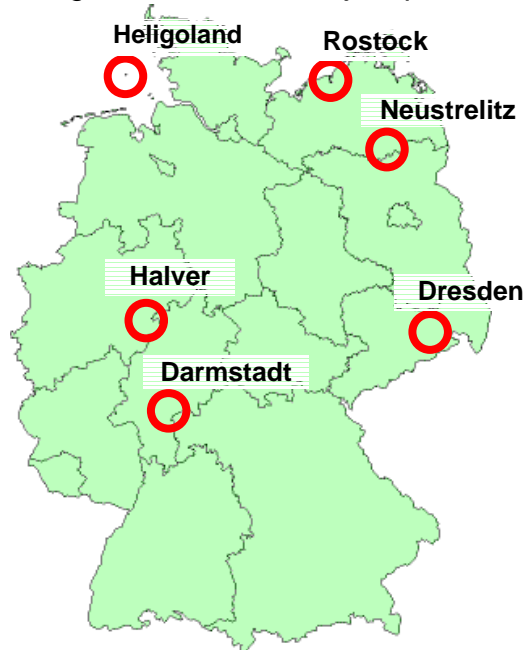 Heligoland
Rostock
Neustrelitz
Halver
Dresden
Darmstadt